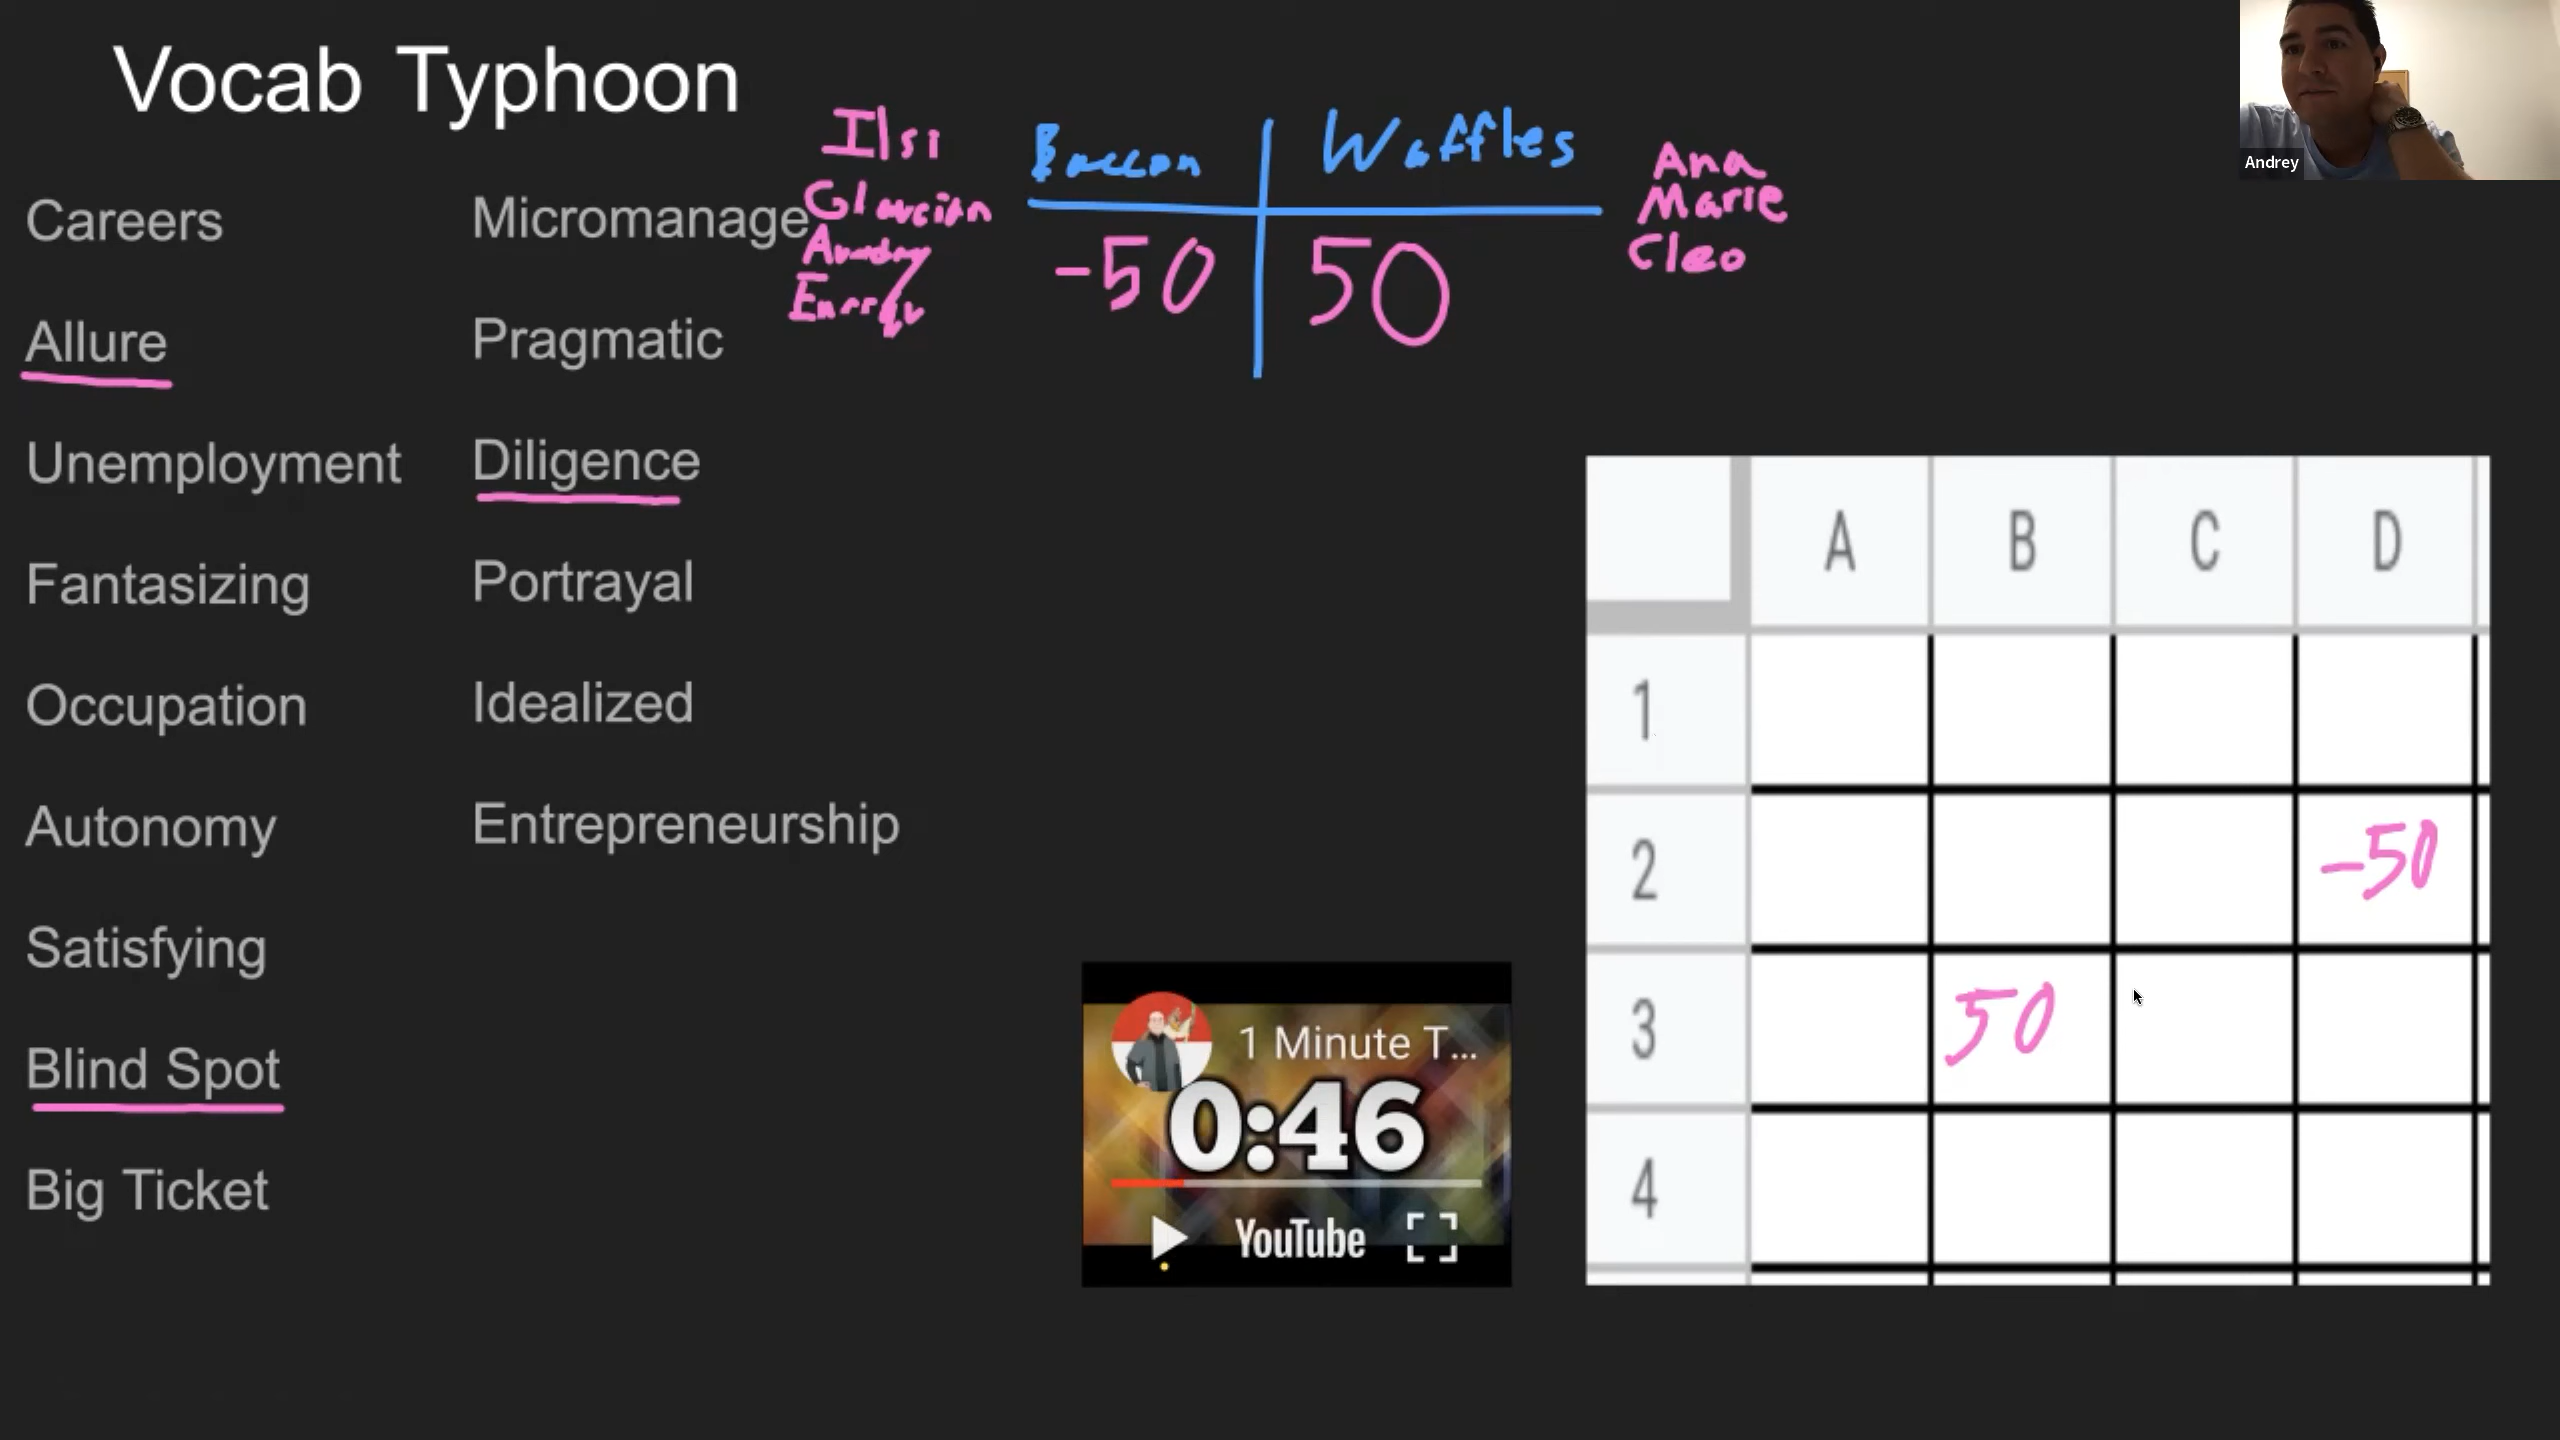 Vocab Typhoon
Andrey
Ilsi
Baccon
Waffles
Ana
Marie
Cleo
-50
50
Careers
Micromanage
Allure
Pragmatic
Unemployment
Diligence
Fantasizing
Portrayal
Occupation
Idealized
Autonomy
Entrepreneurship
Satisfying
Blind Spot
Big Ticket
A B C D
1
2 -50
3 50
4
1 Minute T...
0:46
YouTube